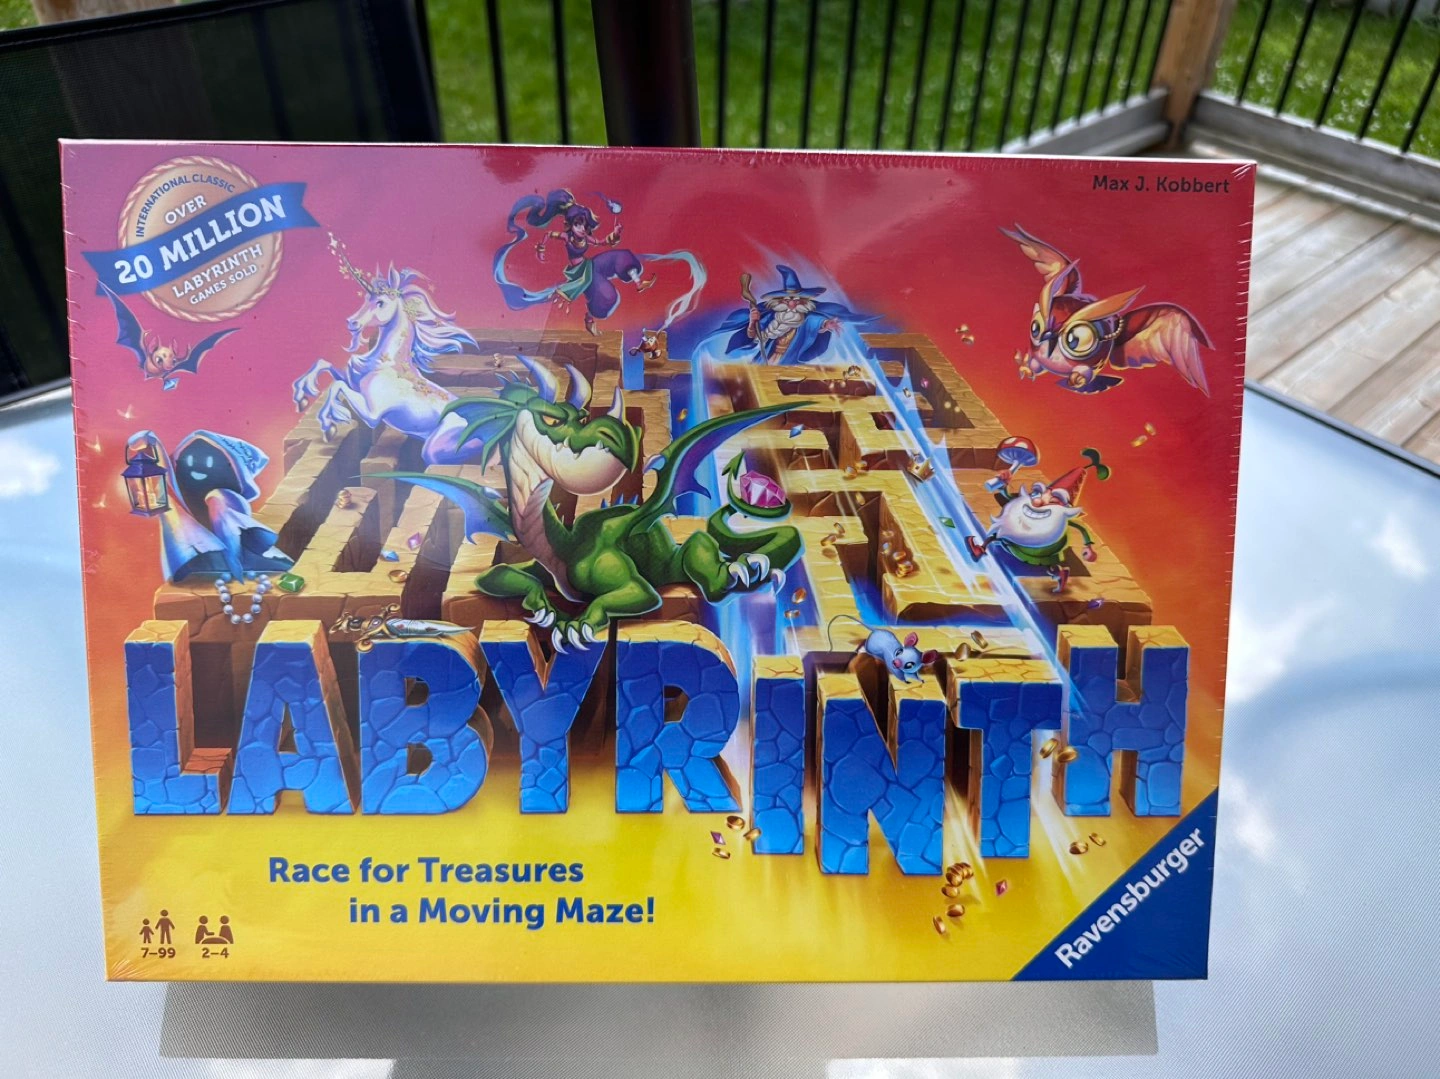 INTERNATIONAL CLASSIC
OVER
20 MILLION
LABYRINTH
GAMES SOLD
Max J. Kobbert
LABYRINTH
Race for Treasures
in a Moving Maze!
7–99
2–4
Ravensburger